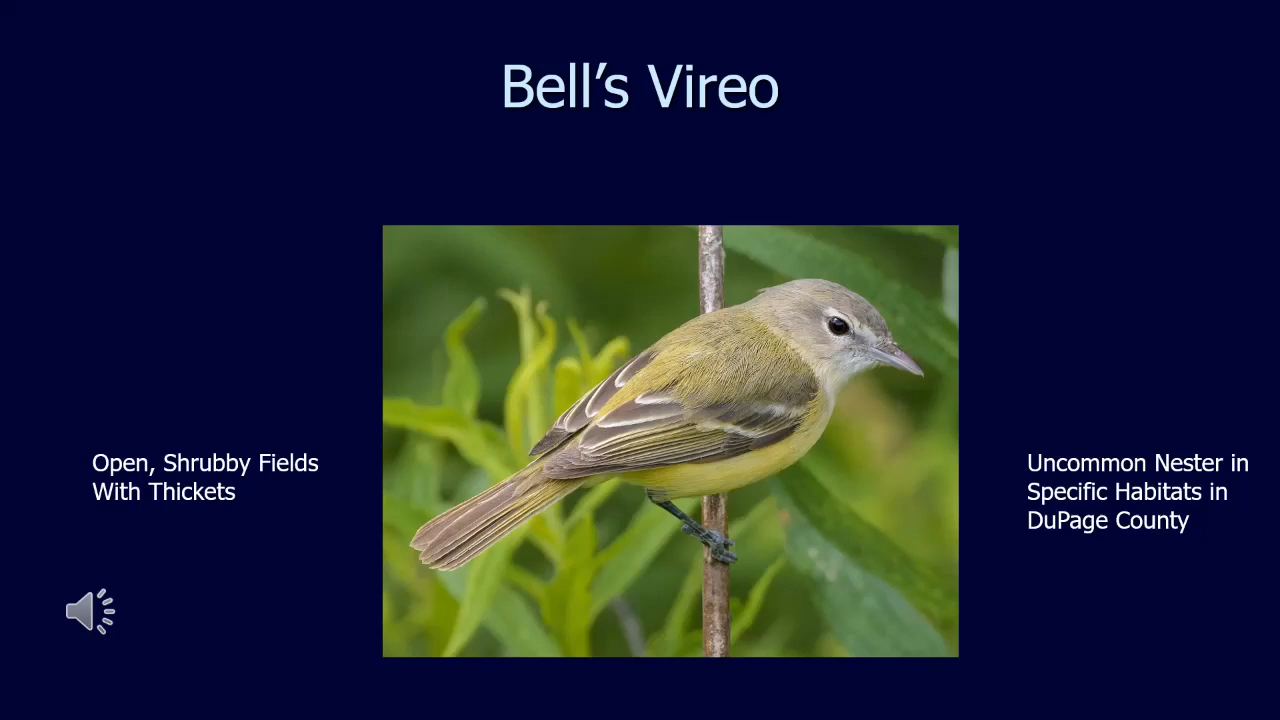 Bell’s Vireo
Open, Shrubby Fields
With Thickets
Uncommon Nester in
Specific Habitats in
DuPage County